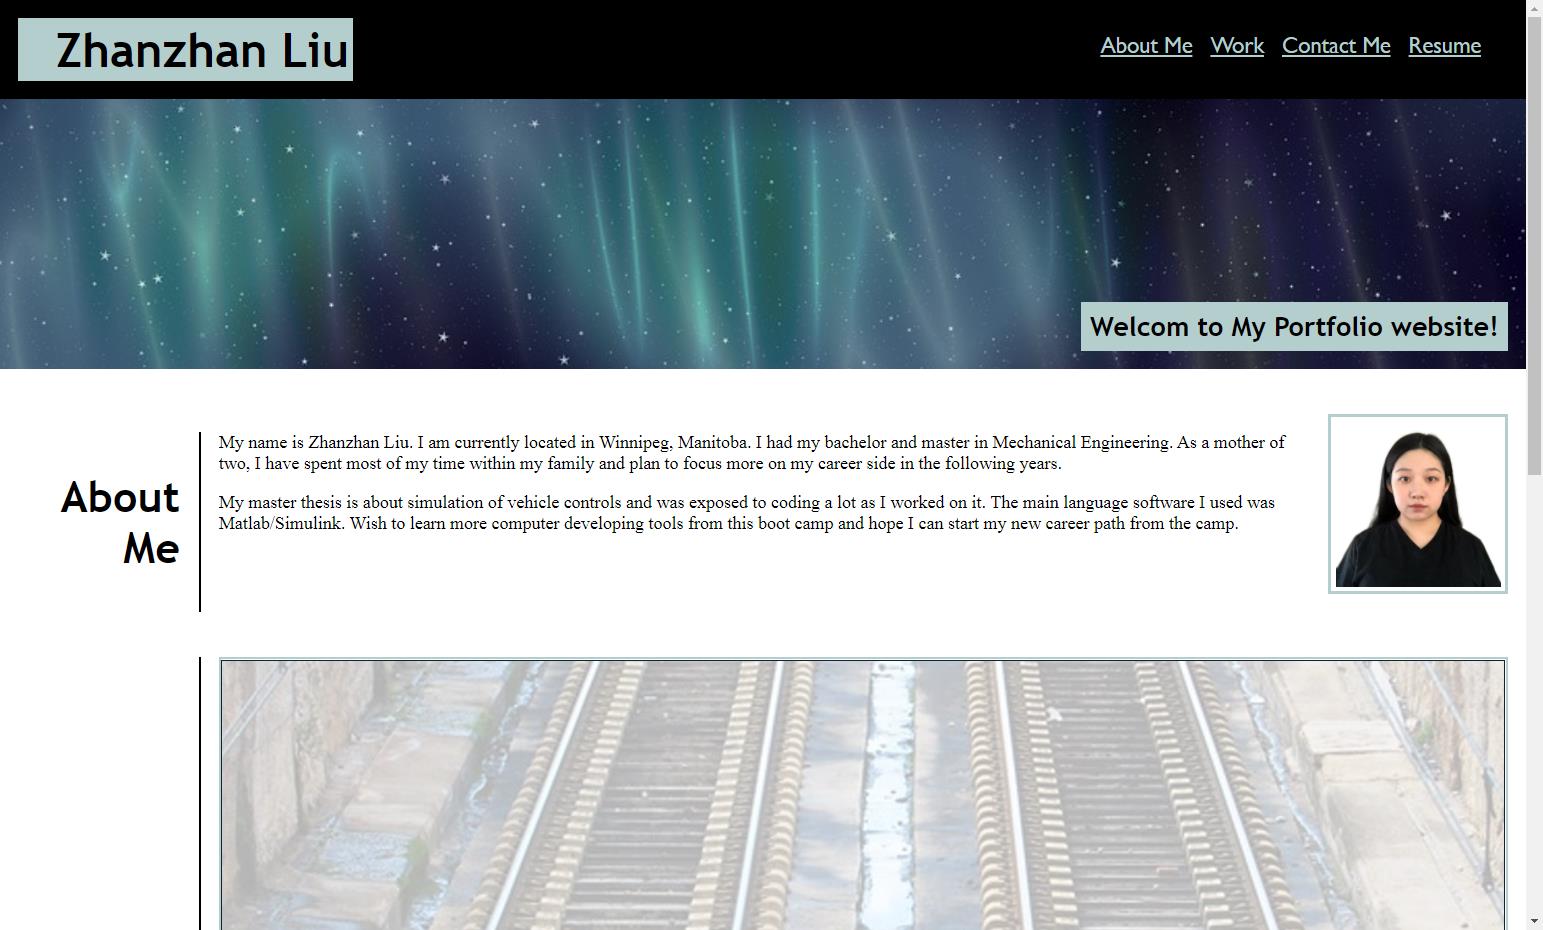 Zhanzhan Liu
About Me Work Contact Me Resume
Welcom to My Portfolio website!
About
Me
My name is Zhanzhan Liu. I am currently located in Winnipeg, Manitoba. I had my bachelor and master in Mechanical Engineering. As a mother of
two, I have spent most of my time within my family and plan to focus more on my career side in the following years.
My master thesis is about simulation of vehicle controls and was exposed to coding a lot as I worked on it. The main language software I used was
Matlab/Simulink. Wish to learn more computer developing tools from this boot camp and hope I can start my new career path from the camp.